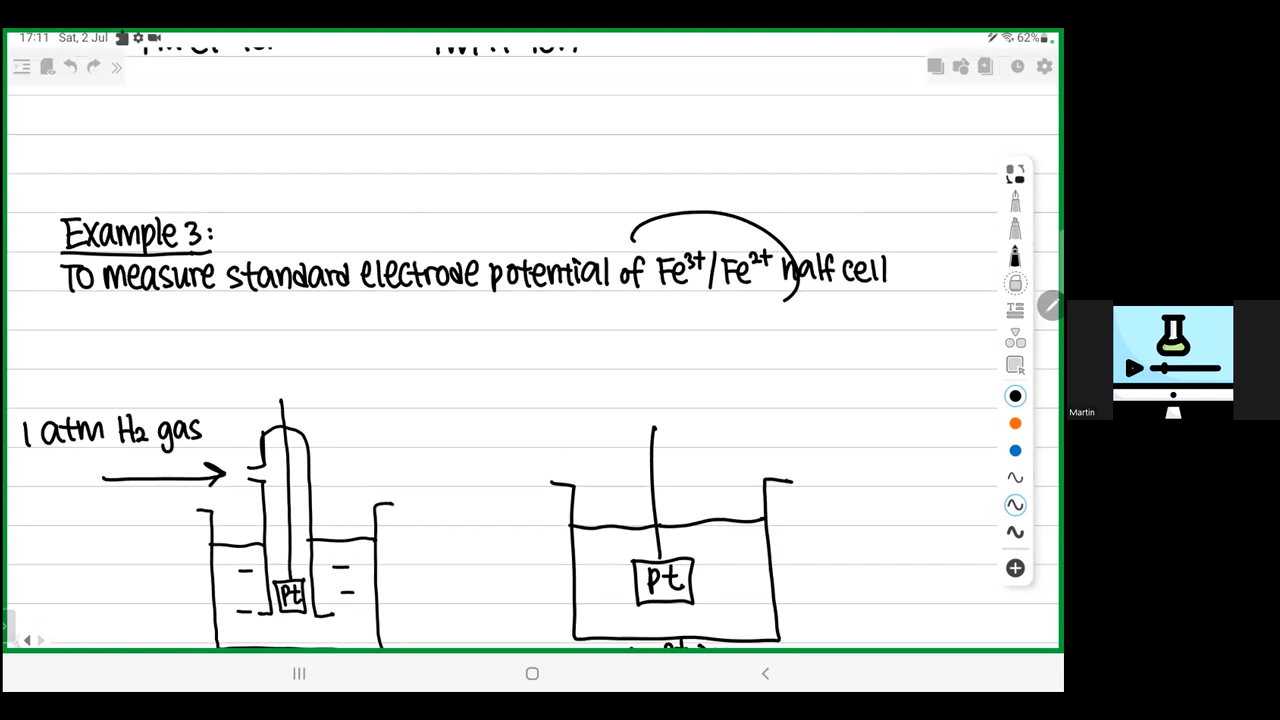 17:11 Sat, 2 Jul
62%
Example 3:
To measure standard electrode potential of Fe³⁺/Fe²⁺ half cell
1 atm H₂ gas
Pt
Pt
Martin